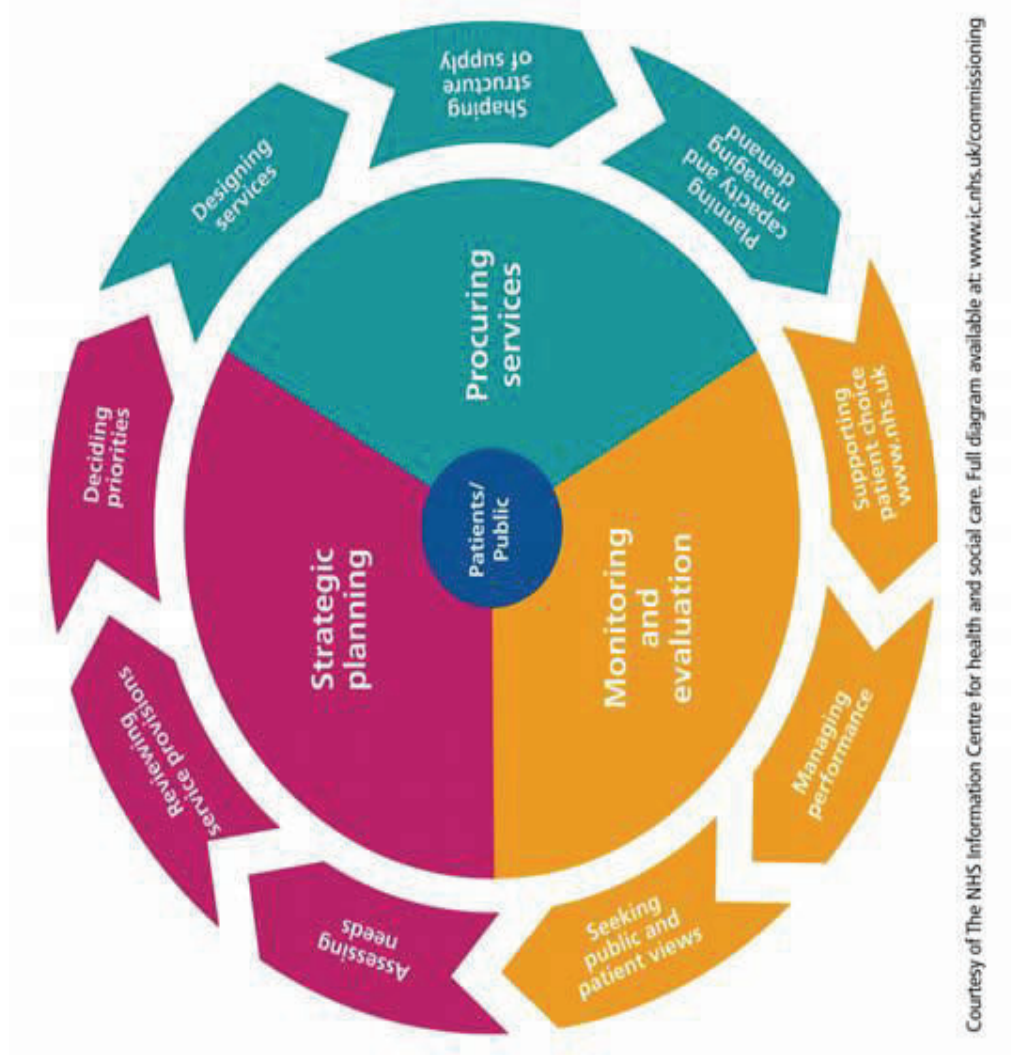 Patients/
Public
Strategic
planning
Procuring
services
Monitoring
and
evaluation
Assessing
needs
Reviewing
service provisions
Deciding
priorities
Designing
services
Shaping
structure
of supply
Planning
capacity and
managing
demand
Supporting
patient choice
www.nhs.uk
Managing
performance
Seeking
public and
patient views
Courtesy of The NHS Information Centre for health and social care. Full diagram available at: www.ic.nhs.uk/commissioning